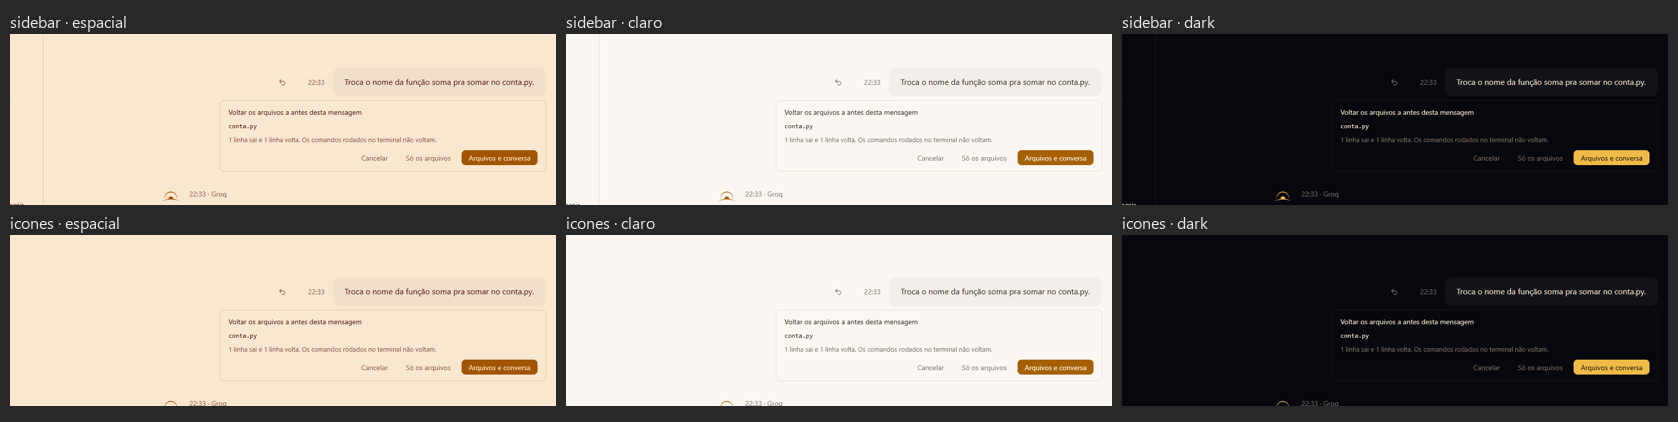 sidebar · espacial
22:33
Troca o nome da função soma pra somar no conta.py.
Voltar os arquivos a antes desta mensagem
conta.py
1 linha sai e 1 linha volta. Os comandos rodados no terminal não voltam.
Cancelar Só os arquivos Arquivos e conversa
22:33 · Groq
sidebar · claro
22:33
Troca o nome da função soma pra somar no conta.py.
Voltar os arquivos a antes desta mensagem
conta.py
1 linha sai e 1 linha volta. Os comandos rodados no terminal não voltam.
Cancelar Só os arquivos Arquivos e conversa
22:33 · Groq
sidebar · dark
22:33
Troca o nome da função soma pra somar no conta.py.
Voltar os arquivos a antes desta mensagem
conta.py
1 linha sai e 1 linha volta. Os comandos rodados no terminal não voltam.
Cancelar Só os arquivos Arquivos e conversa
22:33 · Groq
icones · espacial
22:33
Troca o nome da função soma pra somar no conta.py.
Voltar os arquivos a antes desta mensagem
conta.py
1 linha sai e 1 linha volta. Os comandos rodados no terminal não voltam.
Cancelar Só os arquivos Arquivos e conversa
22:33 · Groq
icones · claro
22:33
Troca o nome da função soma pra somar no conta.py.
Voltar os arquivos a antes desta mensagem
conta.py
1 linha sai e 1 linha volta. Os comandos rodados no terminal não voltam.
Cancelar Só os arquivos Arquivos e conversa
22:33 · Groq
icones · dark
22:33
Troca o nome da função soma pra somar no conta.py.
Voltar os arquivos a antes desta mensagem
conta.py
1 linha sai e 1 linha volta. Os comandos rodados no terminal não voltam.
Cancelar Só os arquivos Arquivos e conversa
22:33 · Groq